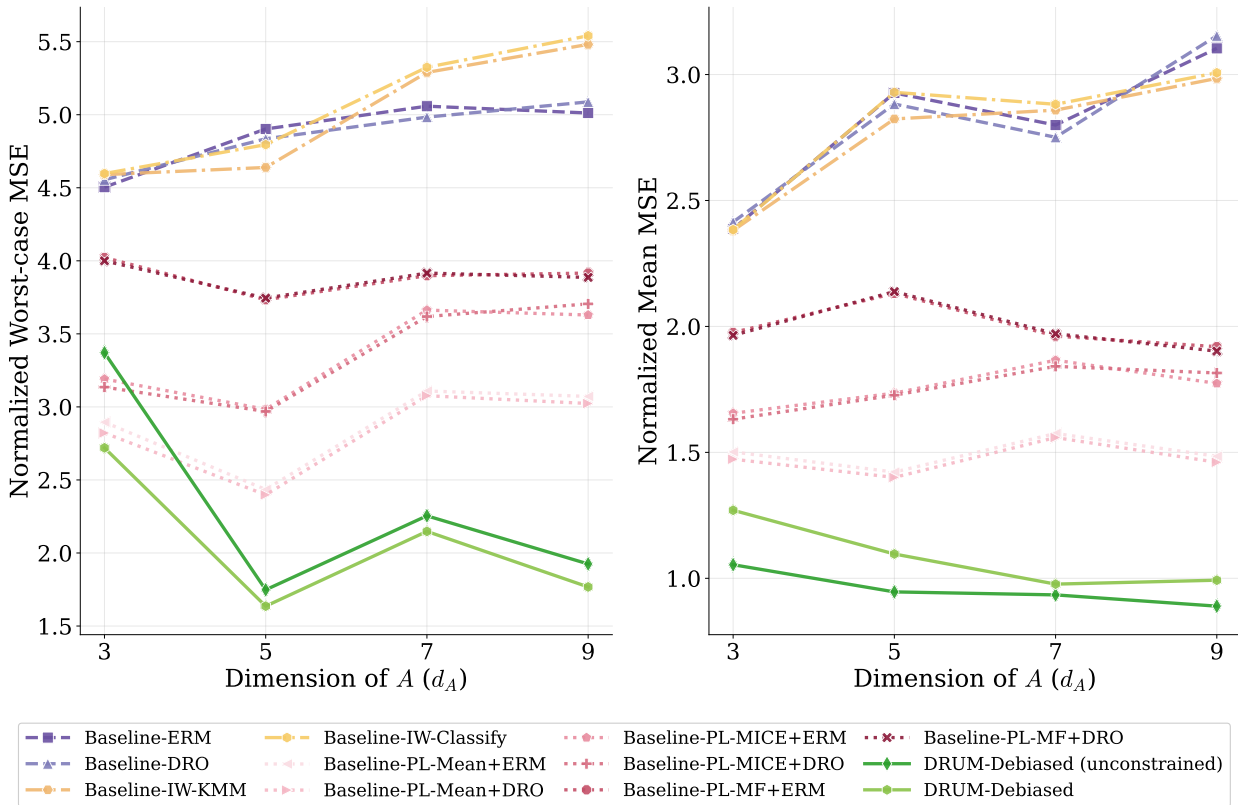 Normalized Worst-case MSE
5.5
5.0
4.5
4.0
3.5
3.0
2.5
2.0
1.5
3 5 7 9
Dimension of A (d_A)
Normalized Mean MSE
3.0
2.5
2.0
1.5
1.0
3 5 7 9
Dimension of A (d_A)
Baseline-ERM
Baseline-DRO
Baseline-IW-KMM
Baseline-IW-Classify
Baseline-PL-Mean+ERM
Baseline-PL-Mean+DRO
Baseline-PL-MICE+ERM
Baseline-PL-MICE+DRO
Baseline-PL-MF+ERM
Baseline-PL-MF+DRO
DRUM-Debiased (unconstrained)
DRUM-Debiased